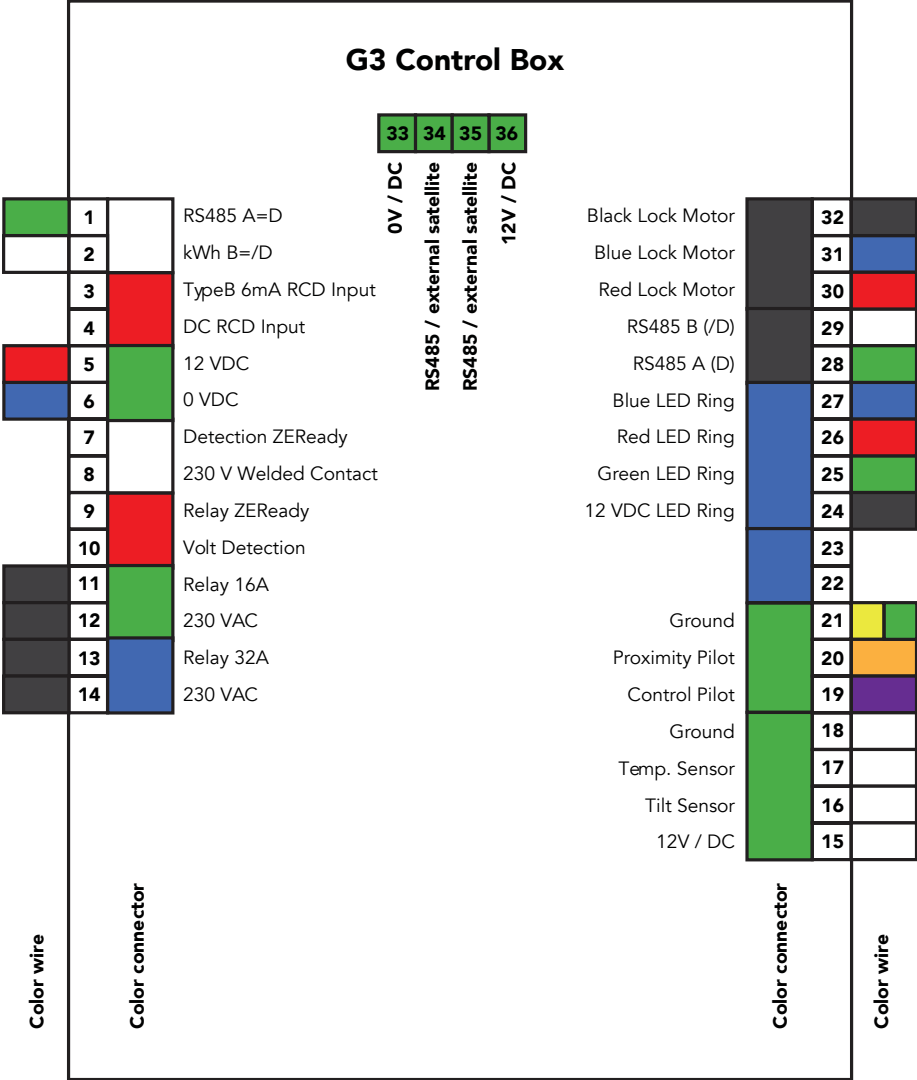 G3 Control Box
33 34 35 36
0V / DC
RS485 / external satellite
RS485 / external satellite
12V / DC
1 RS485 A=D
2 kWh B=/D
3 TypeB 6mA RCD Input
4 DC RCD Input
5 12 VDC
6 0 VDC
7 Detection ZEReady
8 230 V Welded Contact
9 Relay ZEReady
10 Volt Detection
11 Relay 16A
12 230 VAC
13 Relay 32A
14 230 VAC
Black Lock Motor 32
Blue Lock Motor 31
Red Lock Motor 30
RS485 B (/D) 29
RS485 A (D) 28
Blue LED Ring 27
Red LED Ring 26
Green LED Ring 25
12 VDC LED Ring 24
23
22
Ground 21
Proximity Pilot 20
Control Pilot 19
Ground 18
Temp. Sensor 17
Tilt Sensor 16
12V / DC 15
Color wire
Color connector
Color connector
Color wire